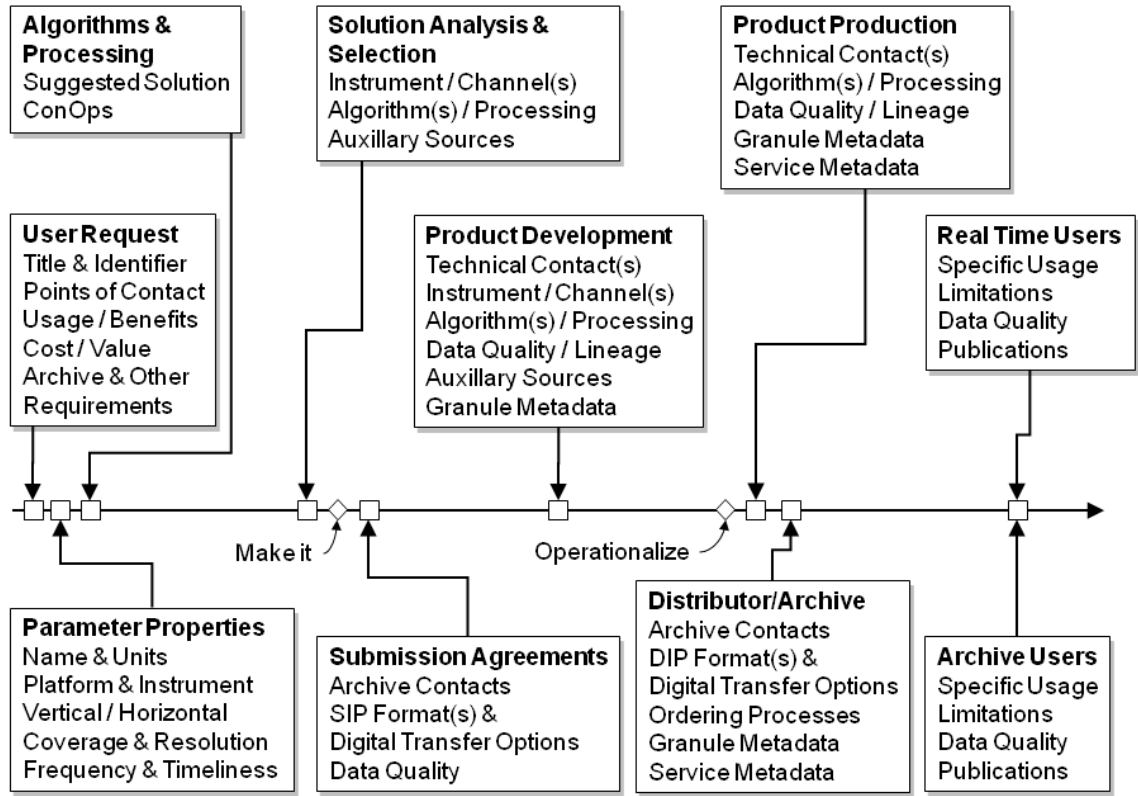 Algorithms &
Processing
Suggested Solution
ConOps
Solution Analysis &
Selection
Instrument / Channel(s)
Algorithm(s) / Processing
Auxillary Sources
Product Production
Technical Contact(s)
Algorithm(s) / Processing
Data Quality / Lineage
Granule Metadata
Service Metadata
User Request
Title & Identifier
Points of Contact
Usage / Benefits
Cost / Value
Archive & Other
Requirements
Product Development
Technical Contact(s)
Instrument / Channel(s)
Algorithm(s) / Processing
Data Quality / Lineage
Auxillary Sources
Granule Metadata
Real Time Users
Specific Usage
Limitations
Data Quality
Publications
Make it
Operationalize
Parameter Properties
Name & Units
Platform & Instrument
Vertical / Horizontal
Coverage & Resolution
Frequency & Timeliness
Submission Agreements
Archive Contacts
SIP Format(s) &
Digital Transfer Options
Data Quality
Distributor/Archive
Archive Contacts
DIP Format(s) &
Digital Transfer Options
Ordering Processes
Granule Metadata
Service Metadata
Archive Users
Specific Usage
Limitations
Data Quality
Publications